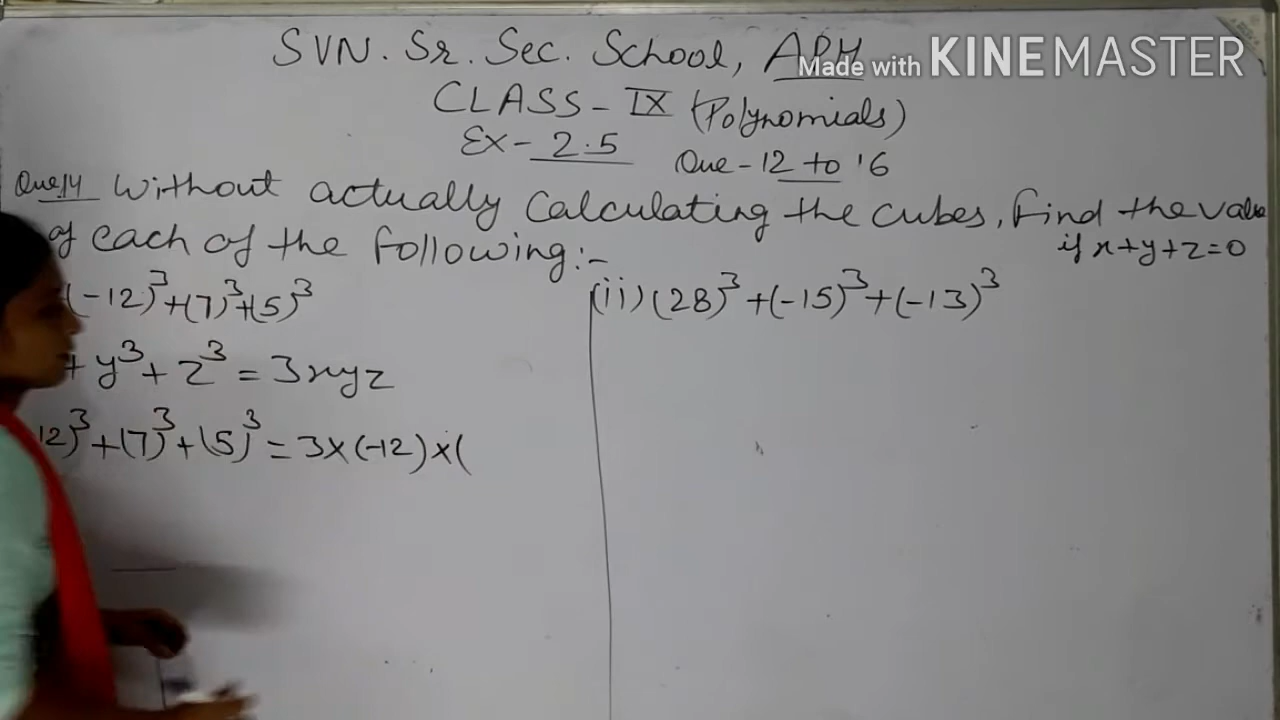 SVN. Sr. Sec. School, APH
Made with KINEMASTER
CLASS - IX (Polynomials)
Ex - 2.5
Que - 12 to 16
Que.14 Without actually calculating the cubes, find the value
of each of the following:-
if x+y+z=0
(-12)³+(7)³+(5)³
(ii) (28)³+(-15)³+(-13)³
+ y³ + z³ = 3xyz
12)³+(7)³+(5)³ = 3×(-12)×(